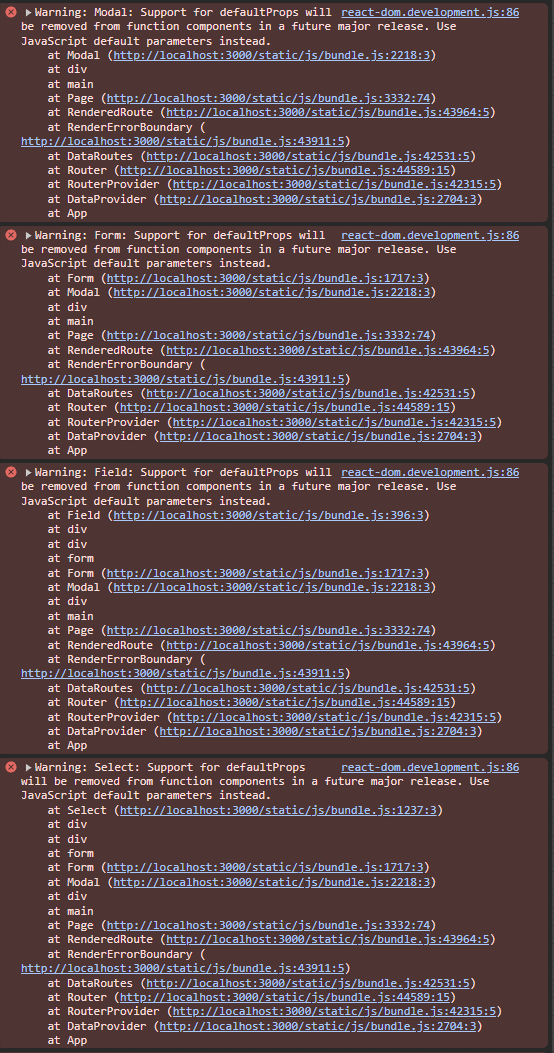 Warning: Modal: Support for defaultProps will react-dom.development.js:86
be removed from function components in a future major release. Use
JavaScript default parameters instead.
at Modal (http://localhost:3000/static/js/bundle.js:2218:3)
at div
at main
at Page (http://localhost:3000/static/js/bundle.js:3332:74)
at RenderedRoute (http://localhost:3000/static/js/bundle.js:43964:5)
at RenderErrorBoundary (
http://localhost:3000/static/js/bundle.js:43911:5)
at DataRoutes (http://localhost:3000/static/js/bundle.js:42531:5)
at Router (http://localhost:3000/static/js/bundle.js:44589:15)
at RouterProvider (http://localhost:3000/static/js/bundle.js:42315:5)
at DataProvider (http://localhost:3000/static/js/bundle.js:2704:3)
at App
Warning: Form: Support for defaultProps will react-dom.development.js:86
be removed from function components in a future major release. Use
JavaScript default parameters instead.
at Form (http://localhost:3000/static/js/bundle.js:1717:3)
at Modal (http://localhost:3000/static/js/bundle.js:2218:3)
at div
at main
at Page (http://localhost:3000/static/js/bundle.js:3332:74)
at RenderedRoute (http://localhost:3000/static/js/bundle.js:43964:5)
at RenderErrorBoundary (
http://localhost:3000/static/js/bundle.js:43911:5)
at DataRoutes (http://localhost:3000/static/js/bundle.js:42531:5)
at Router (http://localhost:3000/static/js/bundle.js:44589:15)
at RouterProvider (http://localhost:3000/static/js/bundle.js:42315:5)
at DataProvider (http://localhost:3000/static/js/bundle.js:2704:3)
at App
Warning: Field: Support for defaultProps will react-dom.development.js:86
be removed from function components in a future major release. Use
JavaScript default parameters instead.
at Field (http://localhost:3000/static/js/bundle.js:396:3)
at div
at div
at form
at Form (http://localhost:3000/static/js/bundle.js:1717:3)
at Modal (http://localhost:3000/static/js/bundle.js:2218:3)
at div
at main
at Page (http://localhost:3000/static/js/bundle.js:3332:74)
at RenderedRoute (http://localhost:3000/static/js/bundle.js:43964:5)
at RenderErrorBoundary (
http://localhost:3000/static/js/bundle.js:43911:5)
at DataRoutes (http://localhost:3000/static/js/bundle.js:42531:5)
at Router (http://localhost:3000/static/js/bundle.js:44589:15)
at RouterProvider (http://localhost:3000/static/js/bundle.js:42315:5)
at DataProvider (http://localhost:3000/static/js/bundle.js:2704:3)
at App
Warning: Select: Support for defaultProps react-dom.development.js:86
will be removed from function components in a future major release. Use
JavaScript default parameters instead.
at Select (http://localhost:3000/static/js/bundle.js:1237:3)
at div
at div
at form
at Form (http://localhost:3000/static/js/bundle.js:1717:3)
at Modal (http://localhost:3000/static/js/bundle.js:2218:3)
at div
at main
at Page (http://localhost:3000/static/js/bundle.js:3332:74)
at RenderedRoute (http://localhost:3000/static/js/bundle.js:43964:5)
at RenderErrorBoundary (
http://localhost:3000/static/js/bundle.js:43911:5)
at DataRoutes (http://localhost:3000/static/js/bundle.js:42531:5)
at Router (http://localhost:3000/static/js/bundle.js:44589:15)
at RouterProvider (http://localhost:3000/static/js/bundle.js:42315:5)
at DataProvider (http://localhost:3000/static/js/bundle.js:2704:3)
at App